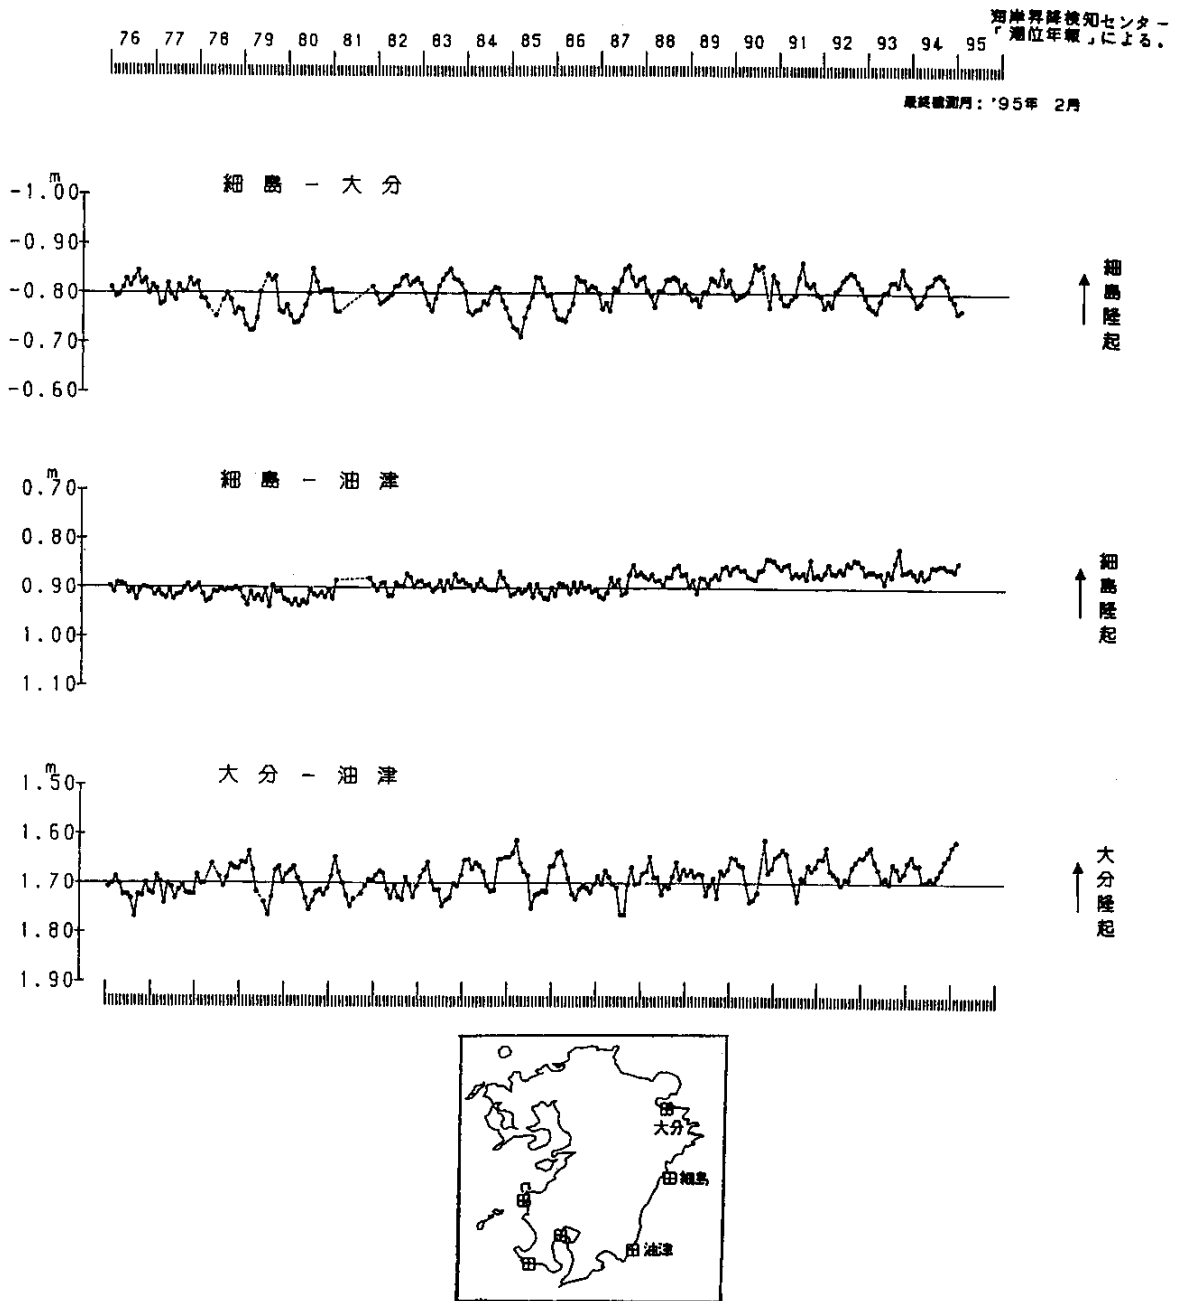 海岸昇降検知センター
「潮位年報」による。
76 77 78 79 80 81 82 83 84 85 86 87 88 89 90 91 92 93 94 95
最終観測月: '95年 2月
細島 - 大分
m
-1.00
-0.90
-0.80
-0.70
-0.60
細島隆起
細島 - 油津
m
0.70
0.80
0.90
1.00
1.10
細島隆起
大分 - 油津
m
1.50
1.60
1.70
1.80
1.90
大分隆起
大分
細島
油津